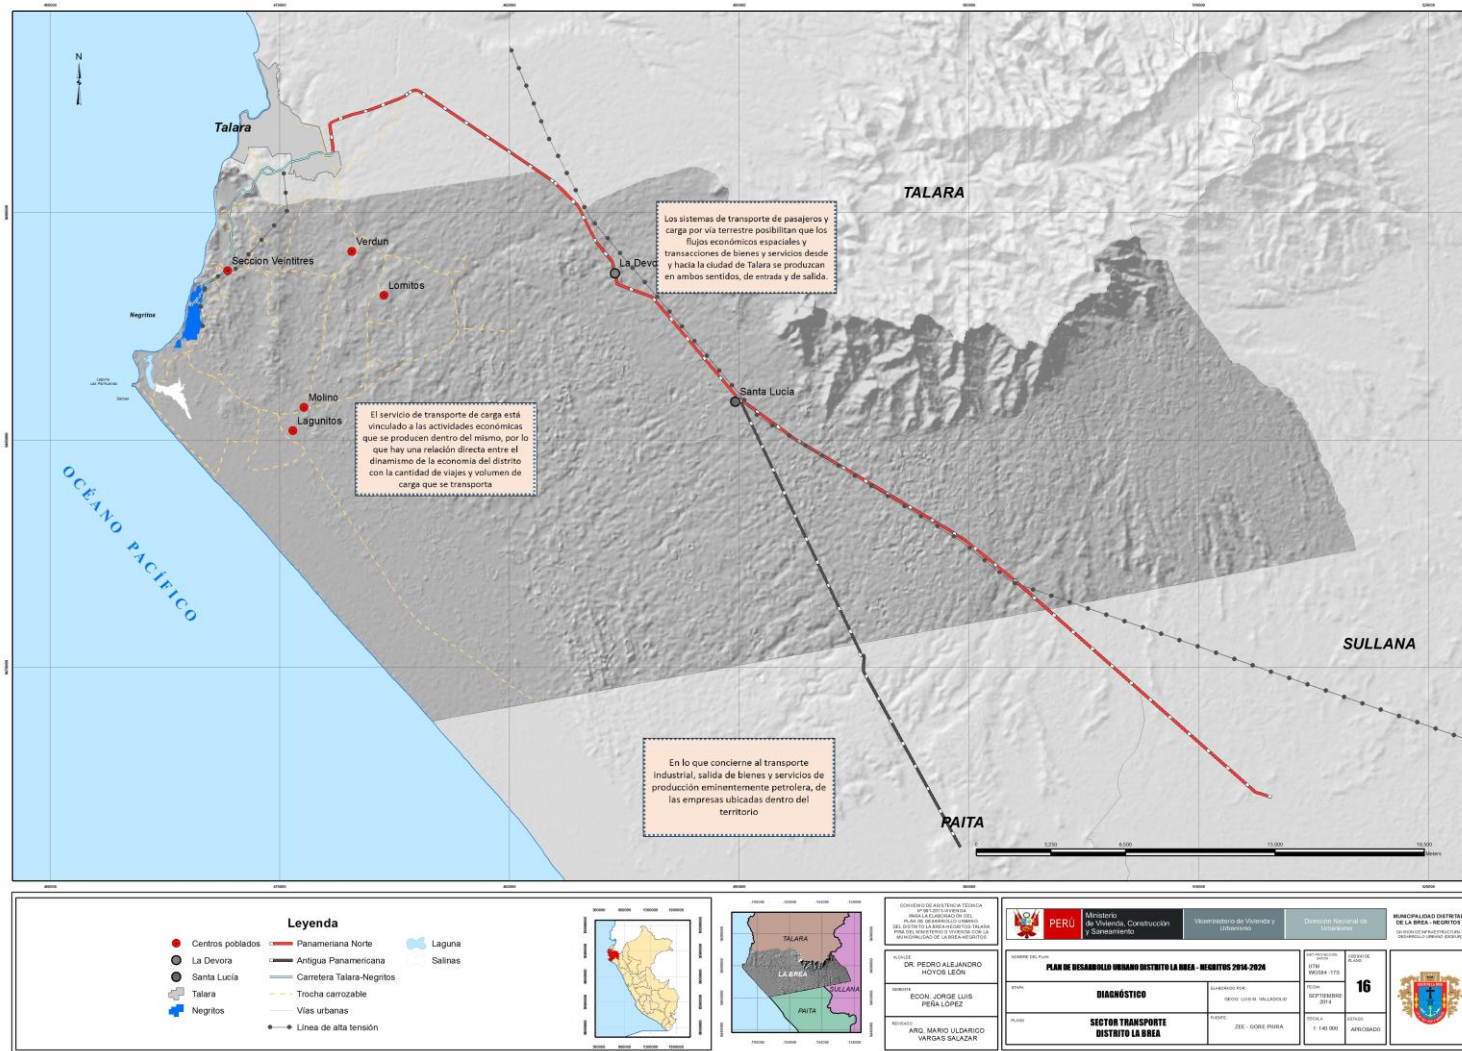 N
Talara
TALARA
Los sistemas de transporte de pasajeros y
carga por vía terrestre posibilitan que los
flujos económicos espaciales y
transacciones de bienes y servicios desde
y hacia la ciudad de Talara se produzcan
en ambos sentidos, de entrada y de salida.
Verdun
Seccion Veintitres
La Devo
Lomitos
Negritos
Santa Lucía
Molino
Lagunitos
El servicio de transporte de carga está
vinculado a las actividades económicas
que se producen dentro del mismo, por lo
que hay una relación directa entre el
dinamismo de la economía del distrito
con la cantidad de viajes y volumen de
carga que se transporta
OCÉANO PACÍFICO
SULLANA
En lo que concierne al transporte
industrial, salida de bienes y servicios de
producción eminentemente petrolera, de
las empresas ubicadas dentro del
territorio
PAITA
Leyenda
Centros poblados
La Devora
Santa Lucía
Talara
Negritos
Panameriana Norte
Antigua Panamericana
Carretera Talara-Negritos
Trocha carrozable
Vías urbanas
Línea de alta tensión
Laguna
Salinas
TALARA
LA BREA
SULLANA
PAITA
DR. PEDRO ALEJANDRO
HOYOS LEÓN
ECON. JORGE LUIS
PEÑA LÓPEZ
ARQ. MARIO ULDARICO
VARGAS SALAZAR
PERÚ
Ministerio
de Vivienda, Construcción
y Saneamiento
Viceministerio de Vivienda y
Urbanismo
Dirección Nacional de
Urbanismo
MUNICIPALIDAD DISTRITAL
DE LA BREA - NEGRITOS
PLAN DE DESARROLLO URBANO DISTRITO LA BREA - NEGRITOS 2014-2024
DIAGNÓSTICO
SECTOR TRANSPORTE
DISTRITO LA BREA
ZEE - GORE PIURA
SEPTIEMBRE
2014
16
APROBADO